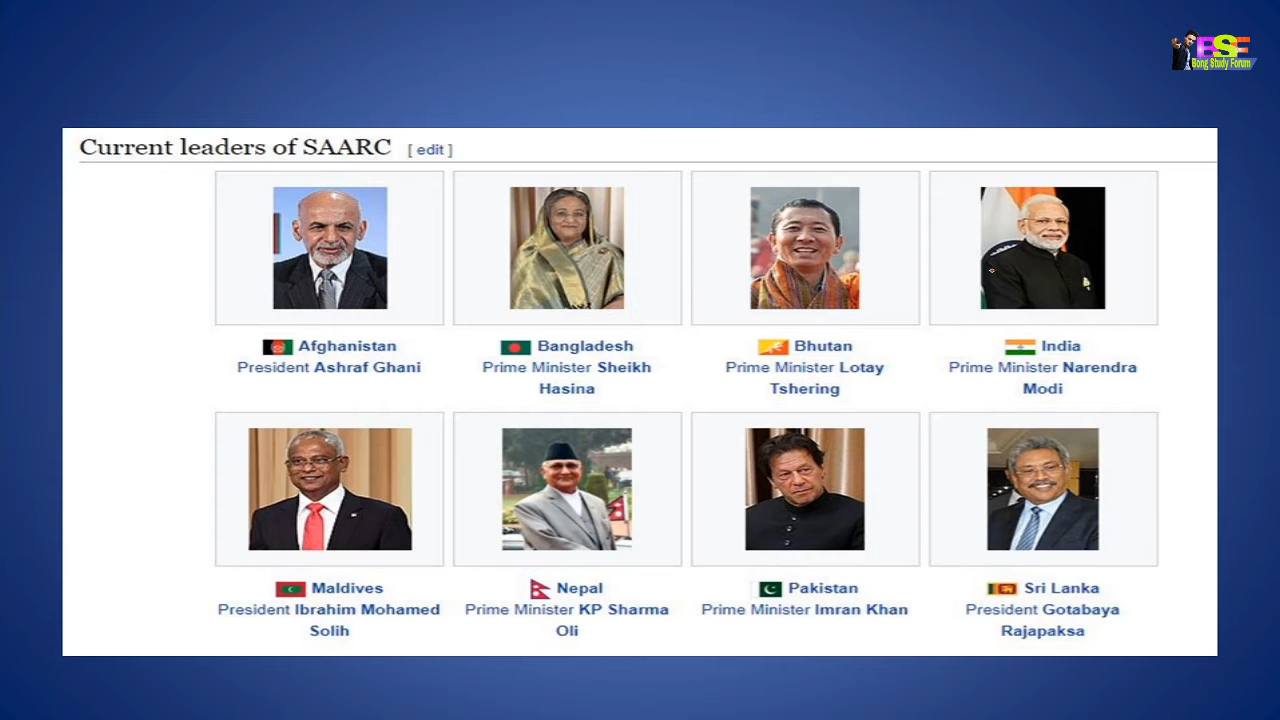 BSF
Bong Study Forum
Current leaders of SAARC [ edit ]
Afghanistan
President Ashraf Ghani
Bangladesh
Prime Minister Sheikh
Hasina
Bhutan
Prime Minister Lotay
Tshering
India
Prime Minister Narendra
Modi
Maldives
President Ibrahim Mohamed
Solih
Nepal
Prime Minister KP Sharma
Oli
Pakistan
Prime Minister Imran Khan
Sri Lanka
President Gotabaya
Rajapaksa